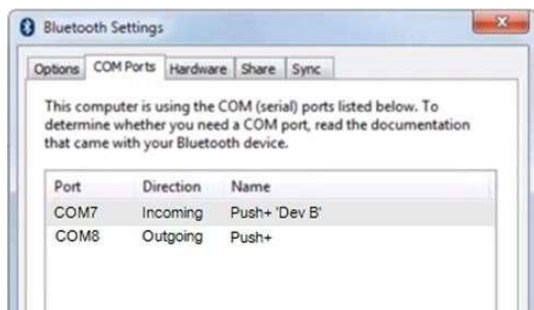 Bluetooth Settings
Options COM Ports Hardware Share Sync
This computer is using the COM (serial) ports listed below. To
determine whether you need a COM port, read the documentation
that came with your Bluetooth device.
Port Direction Name
COM7 Incoming Push+ 'Dev B'
COM8 Outgoing Push+